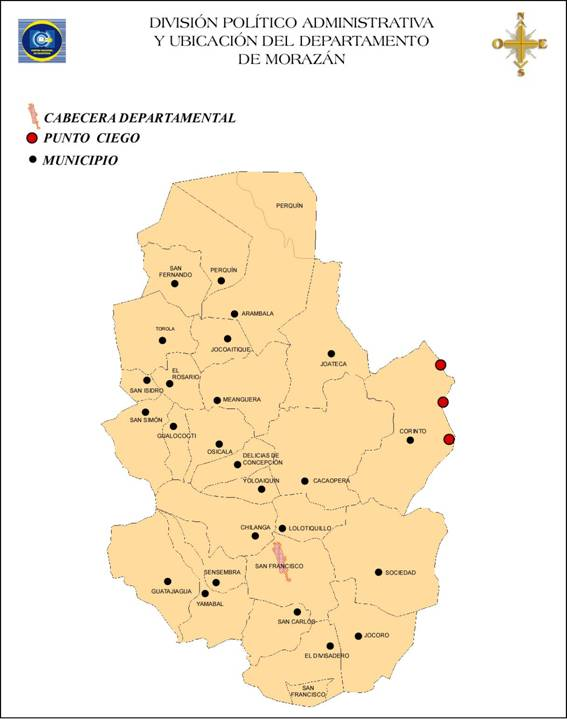 DIVISIÓN POLÍTICO ADMINISTRATIVA
Y UBICACIÓN DEL DEPARTAMENTO
DE MORAZÁN
N
O E
S
CABECERA DEPARTAMENTAL
PUNTO CIEGO
MUNICIPIO
PERQUÍN
SAN
FERNANDO
PERQUÍN
ARAMBALA
TOROLA
JOCOAITIQUE
JOATECA
EL
ROSARIO
SAN ISIDRO
MEANGUERA
SAN SIMÓN
GUALOCOCTI
CORINTO
OSICALA
DELICIAS DE
CONCEPCIÓN
YOLOAIQUIN
CACAOPERA
CHILANGA
LOLOTIQUILLO
SAN FRANCISCO
SENSEMBRA
SOCIEDAD
GUATAJIAGUA
YAMABAL
SAN CARLOS
JOCORO
EL DIVISADERO
SAN
FRANCISCO